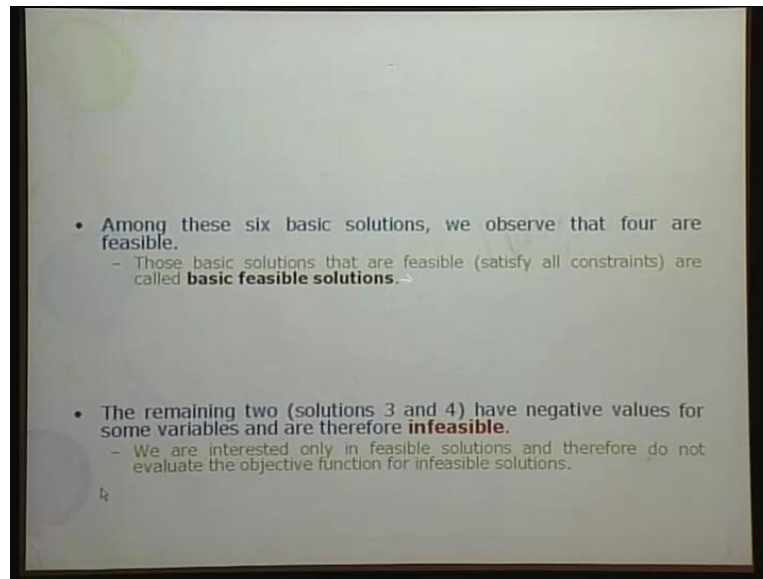 • Among these six basic solutions, we observe that four are
feasible.
– Those basic solutions that are feasible (satisfy all constraints) are
called basic feasible solutions.
• The remaining two (solutions 3 and 4) have negative values for
some variables and are therefore infeasible.
– We are interested only in feasible solutions and therefore do not
evaluate the objective function for infeasible solutions.